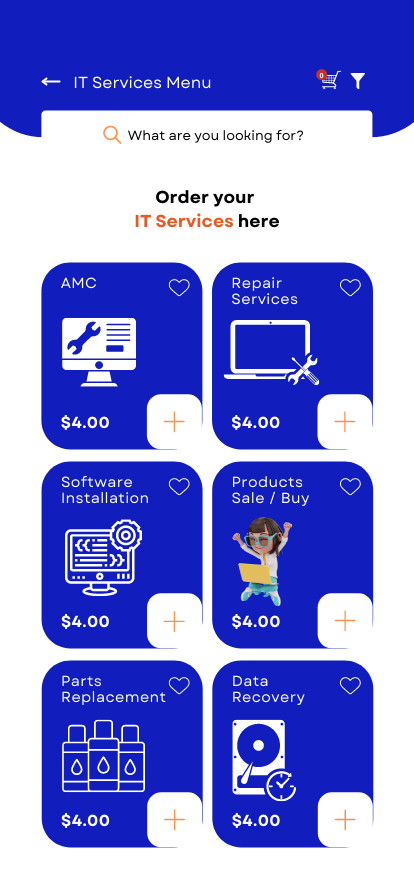 IT Services Menu
0
What are you looking for?
Order your
IT Services here
AMC
$4.00
Repair
Services
$4.00
Software
Installation
$4.00
Products
Sale / Buy
$4.00
Parts
Replacement
$4.00
Data
Recovery
$4.00